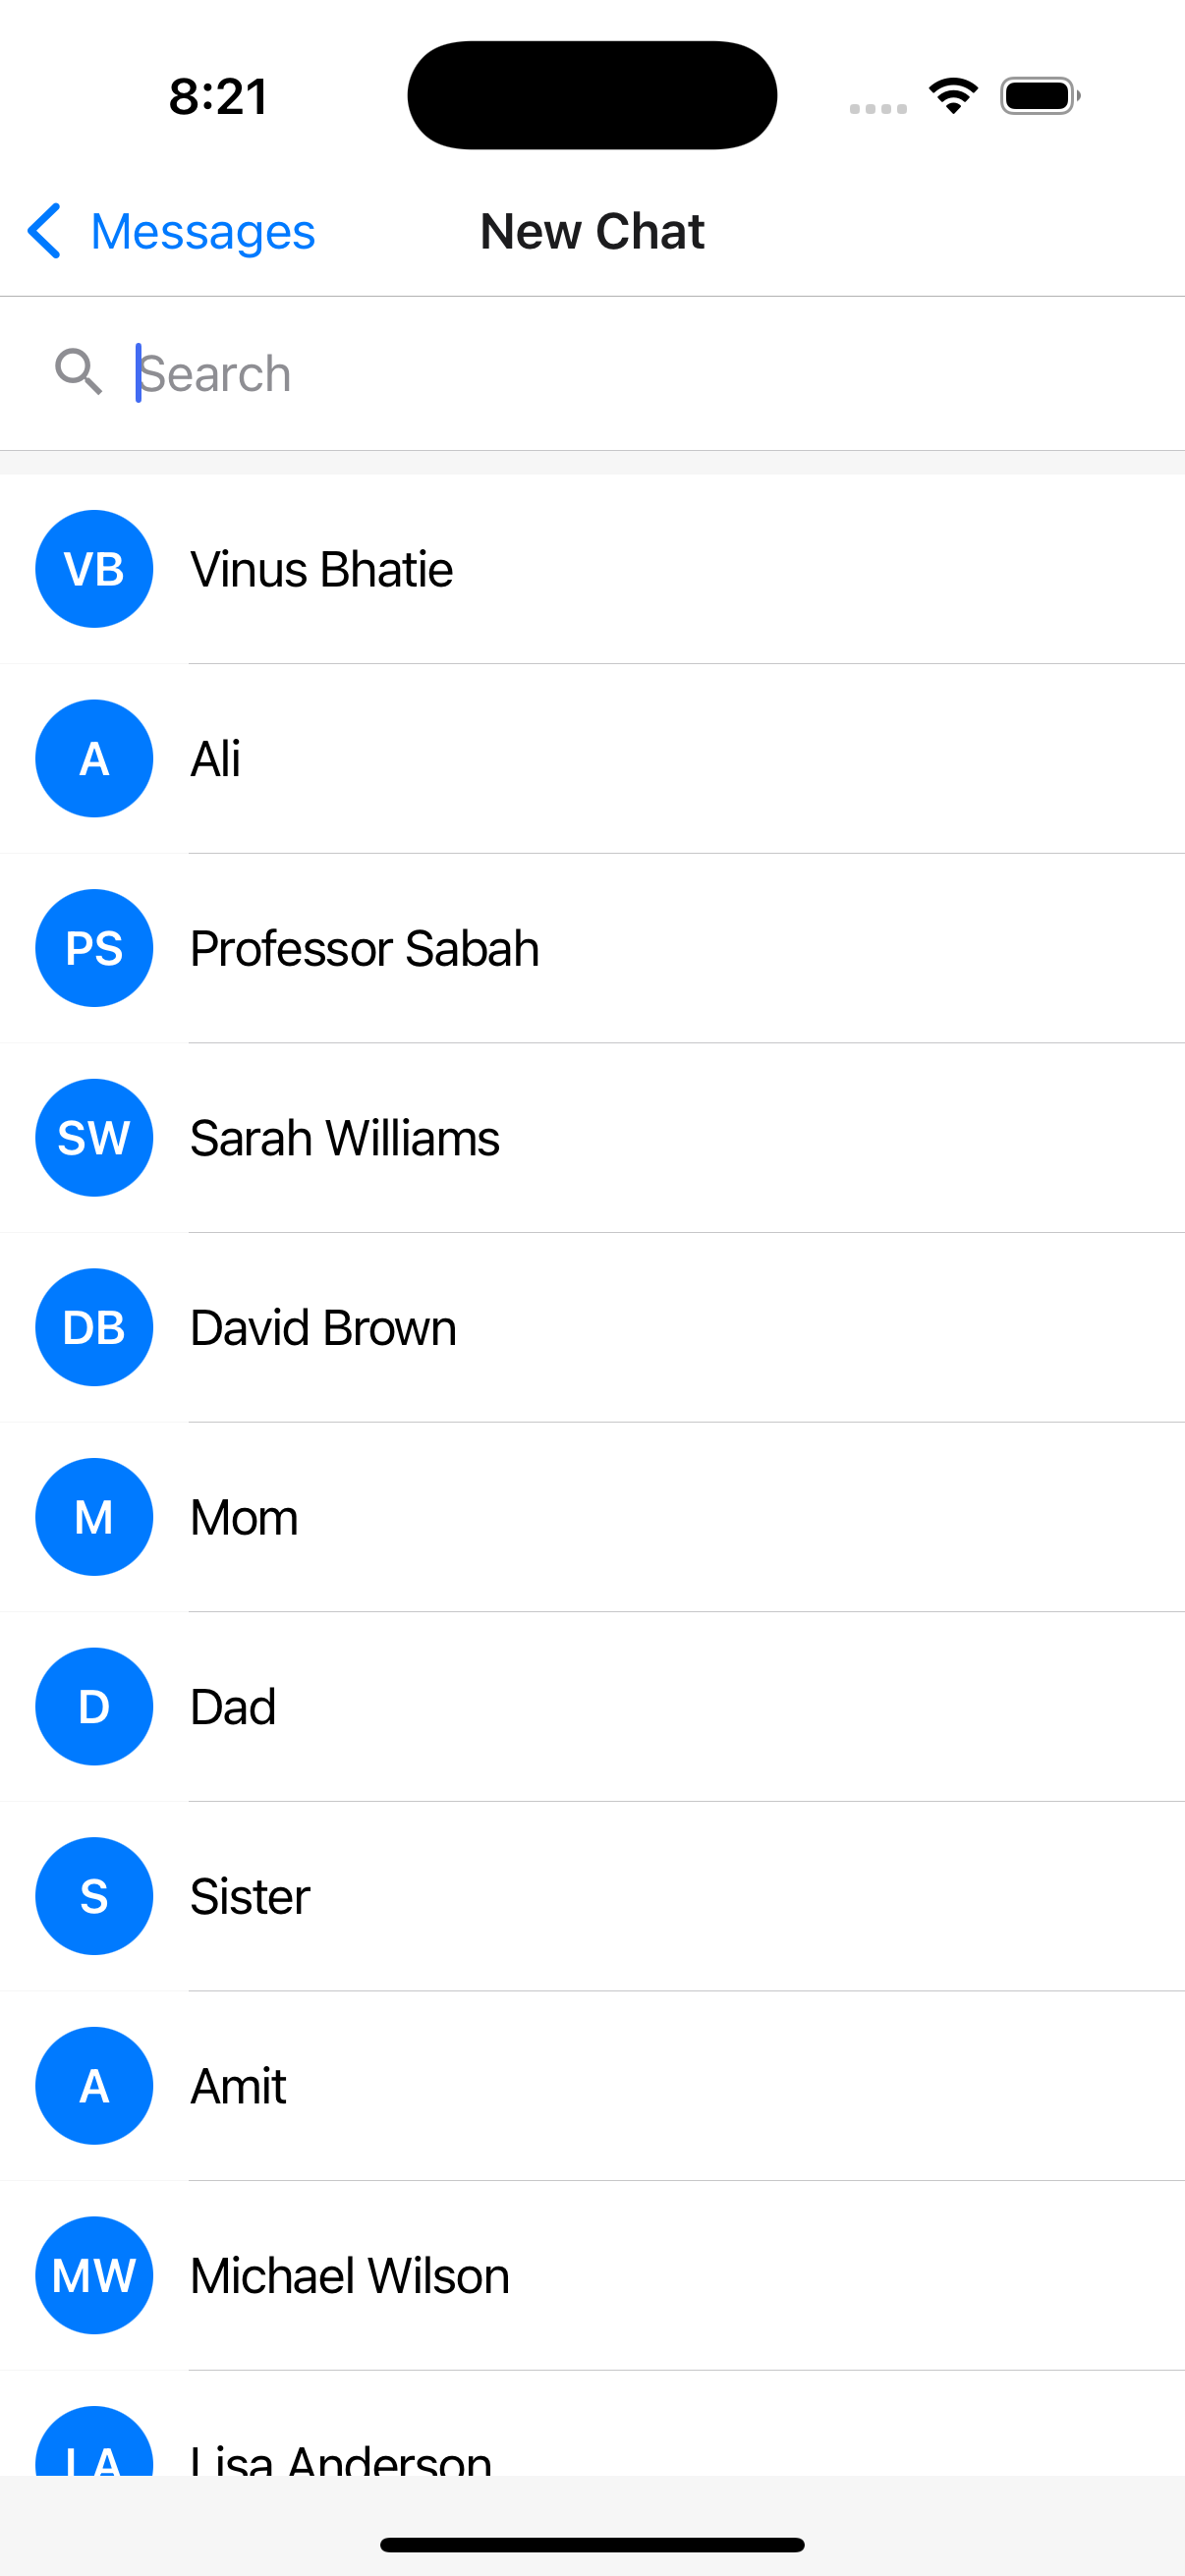 8:21
Messages
New Chat
Search
VB
Vinus Bhatie
A
Ali
PS
Professor Sabah
SW
Sarah Williams
DB
David Brown
M
Mom
D
Dad
S
Sister
A
Amit
MW
Michael Wilson
LA
Lisa Anderson